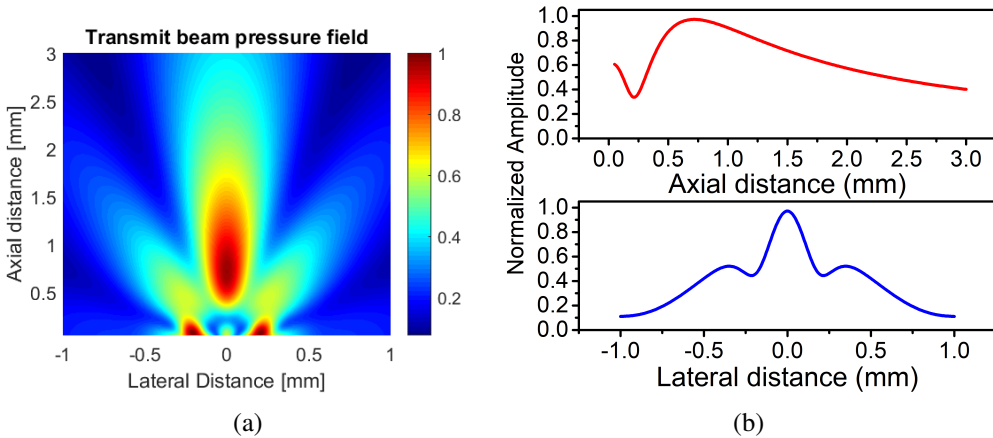 Transmit beam pressure field
3
2.5
2
1.5
1
0.5
Axial distance [mm]
-1 -0.5 0 0.5 1
Lateral Distance [mm]
1
0.8
0.6
0.4
0.2
(a)
Normalized Amplitude
1.0
0.8
0.6
0.4
0.2
0.0
0.0 0.5 1.0 1.5 2.0 2.5 3.0
Axial distance (mm)
1.0
0.8
0.6
0.4
0.2
0.0
-1.0 -0.5 0.0 0.5 1.0
Lateral distance (mm)
(b)